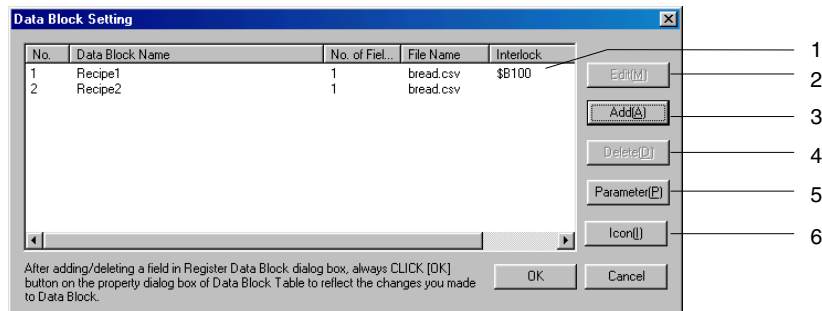 Data Block Setting
No. Data Block Name No. of Fiel... File Name Interlock
1 Recipe1 1 bread.csv $B100
2 Recipe2 1 bread.csv
Edit(M)
Add(A)
Delete(D)
Parameter(P)
Icon(I)
1
2
3
4
5
6
After adding/deleting a field in Register Data Block dialog box, always CLICK [OK]
button on the property dialog box of Data Block Table to reflect the changes you made
to Data Block.
OK
Cancel